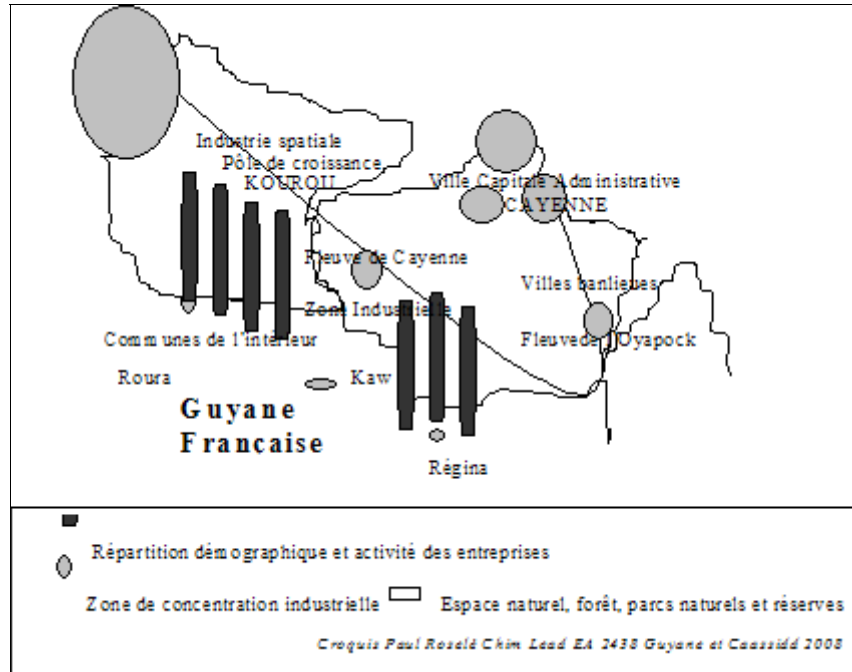 Industrie spatiale
Pôle de croissance
KOUROU
Ville Capitale Administrative
CAYENNE
Fleuve de Cayenne
Villes banlieues
Zone Industrielle
Communes de l'intérieur
Fleuve de l'Oyapock
Roura
Kaw
Guyane
Française
Régina
Répartition démographique et activité des entreprises
Zone de concentration industrielle
Espace naturel, forêt, parcs naturels et réserves
Croquis Paul Roselé Chim Lead EA 2438 Guyane et Caassidd 2008